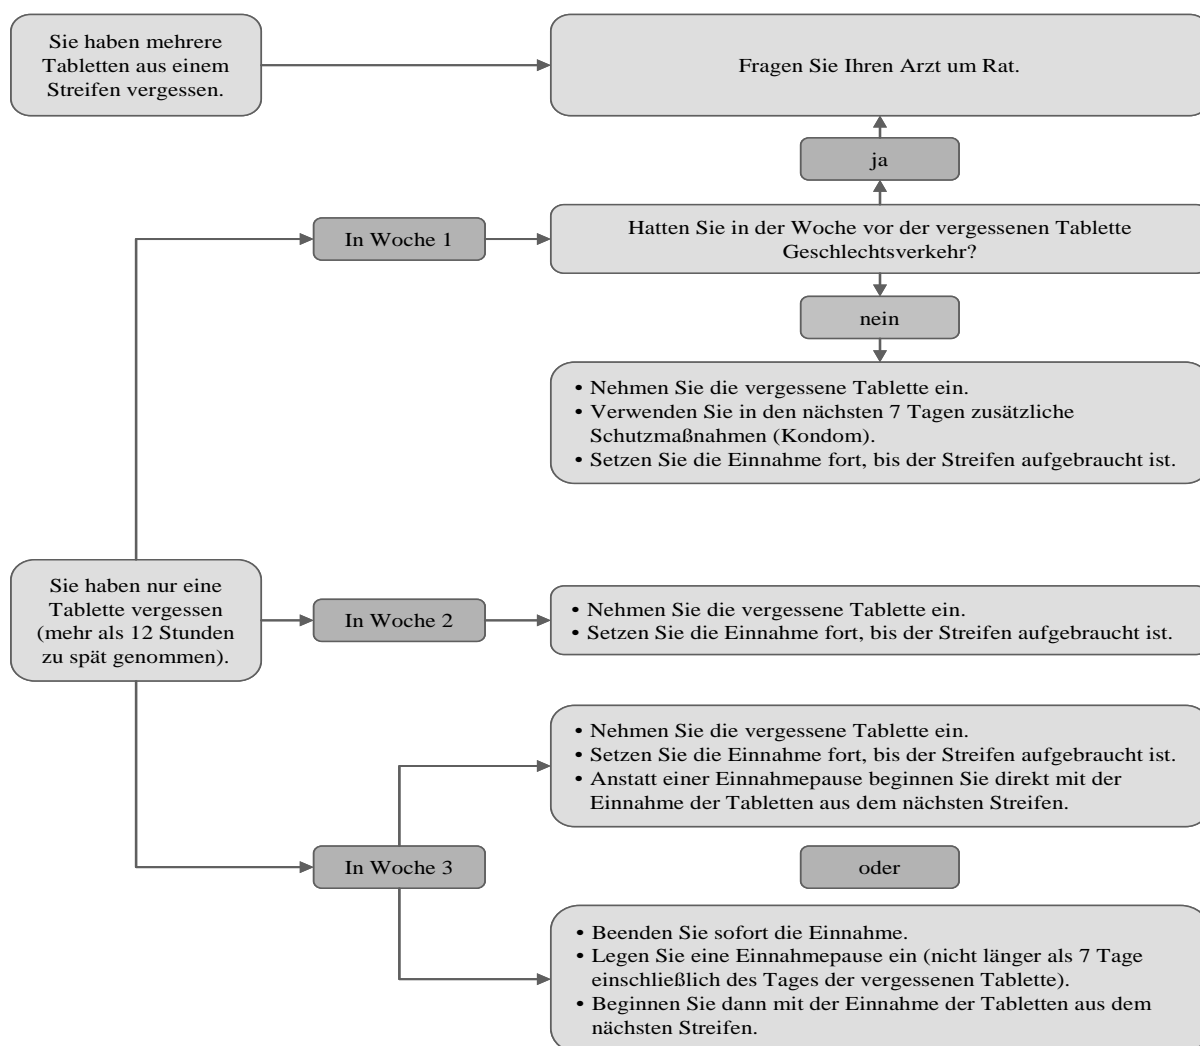 Sie haben mehrere
Tabletten aus einem
Streifen vergessen.
Fragen Sie Ihren Arzt um Rat.
ja
In Woche 1
Hatten Sie in der Woche vor der vergessenen Tablette
Geschlechtsverkehr?
nein
• Nehmen Sie die vergessene Tablette ein.
• Verwenden Sie in den nächsten 7 Tagen zusätzliche
Schutzmaßnahmen (Kondom).
• Setzen Sie die Einnahme fort, bis der Streifen aufgebraucht ist.
Sie haben nur eine
Tablette vergessen
(mehr als 12 Stunden
zu spät genommen).
In Woche 2
• Nehmen Sie die vergessene Tablette ein.
• Setzen Sie die Einnahme fort, bis der Streifen aufgebraucht ist.
• Nehmen Sie die vergessene Tablette ein.
• Setzen Sie die Einnahme fort, bis der Streifen aufgebraucht ist.
• Anstatt einer Einnahmepause beginnen Sie direkt mit der
Einnahme der Tabletten aus dem nächsten Streifen.
In Woche 3
oder
• Beenden Sie sofort die Einnahme.
• Legen Sie eine Einnahmepause ein (nicht länger als 7 Tage
einschließlich des Tages der vergessenen Tablette).
• Beginnen Sie dann mit der Einnahme der Tabletten aus dem
nächsten Streifen.